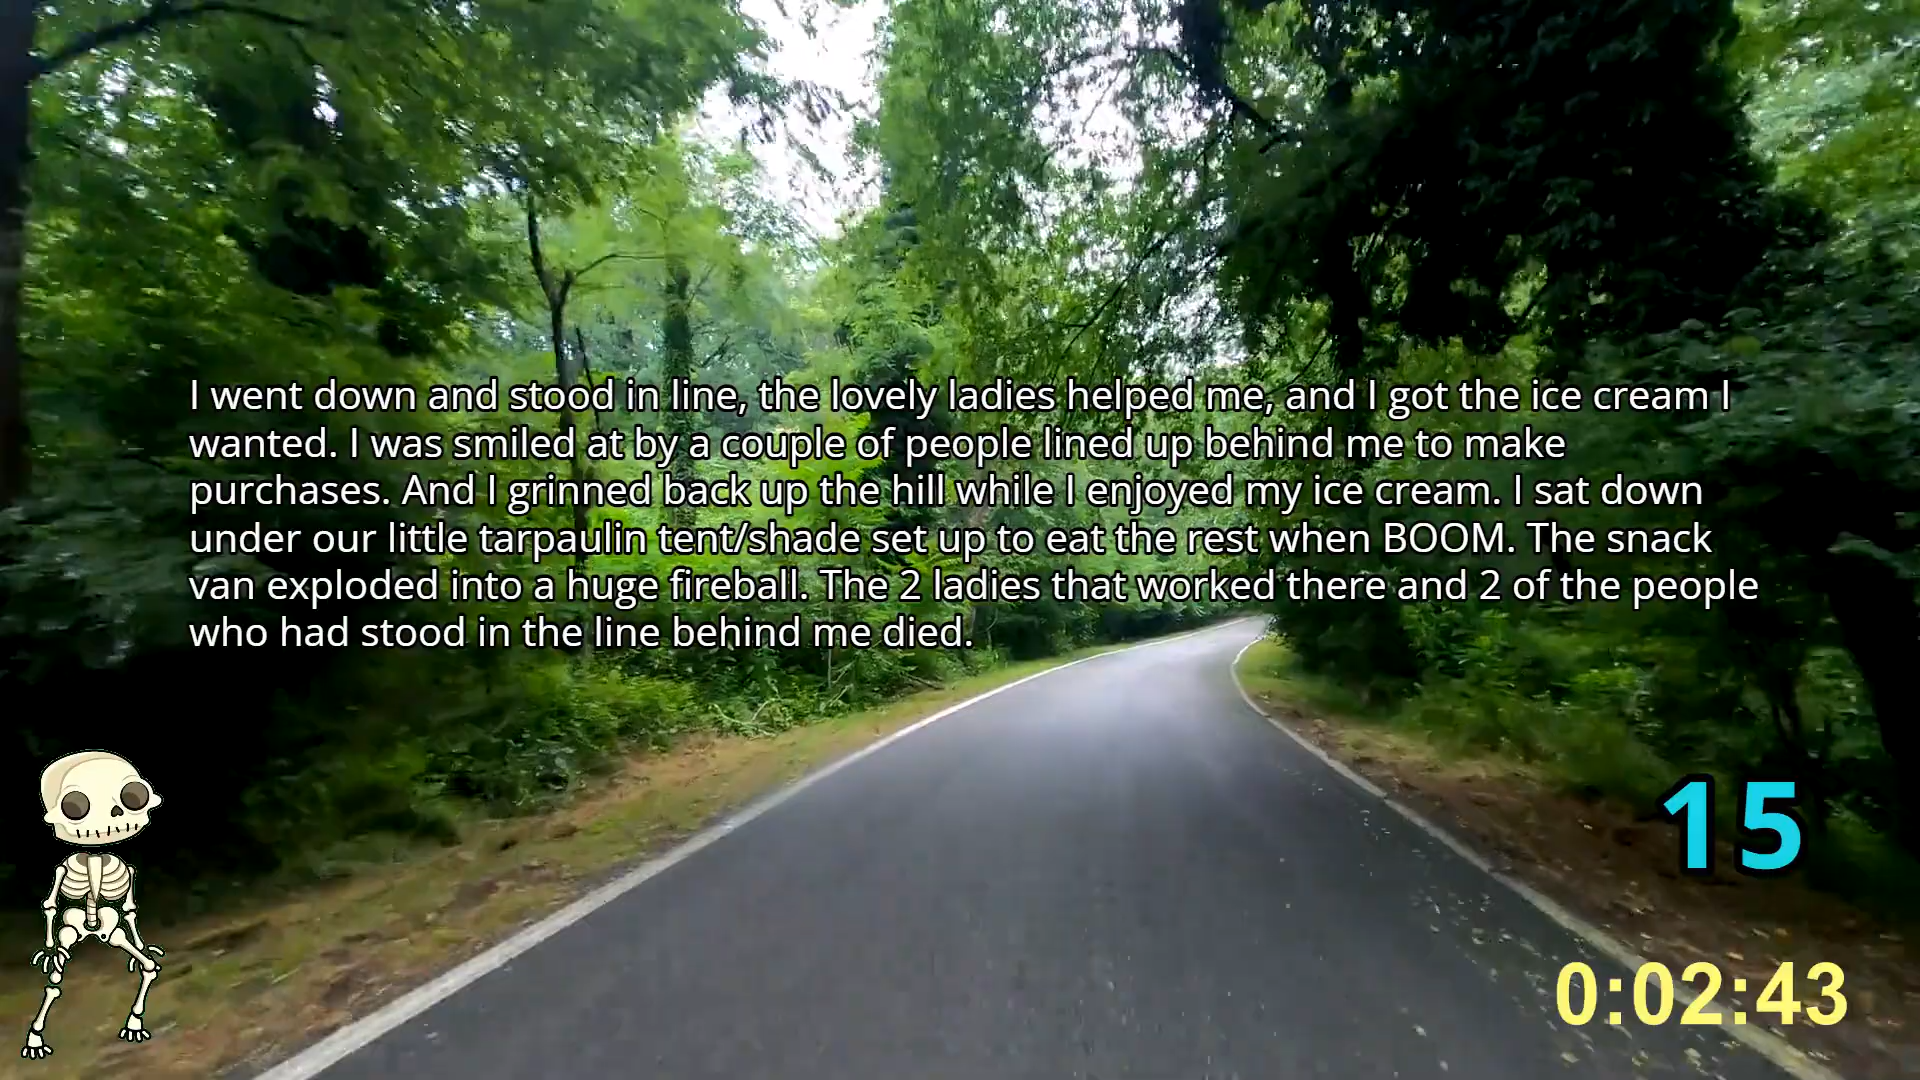 I went down and stood in line, the lovely ladies helped me, and I got the ice cream I
wanted. I was smiled at by a couple of people lined up behind me to make
purchases. And I grinned back up the hill while I enjoyed my ice cream. I sat down
under our little tarpaulin tent/shade set up to eat the rest when BOOM. The snack
van exploded into a huge fireball. The 2 ladies that worked there and 2 of the people
who had stood in the line behind me died.
15
0:02:43